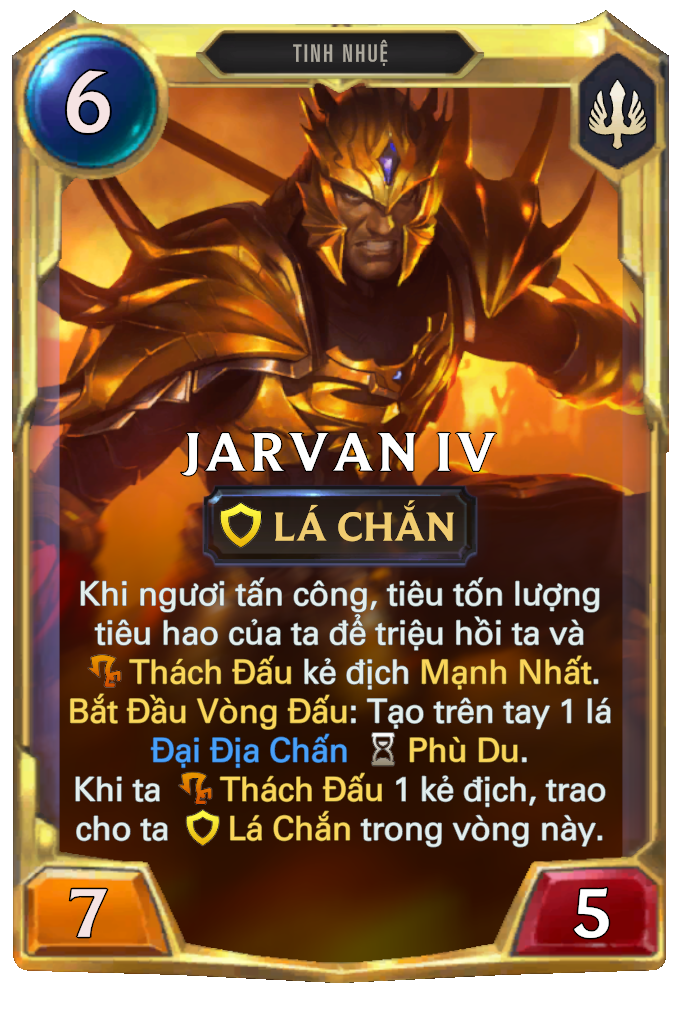 TINH NHUỆ
6
JARVAN IV
LÁ CHẮN
Khi ngươi tấn công, tiêu tốn lượng
tiêu hao của ta để triệu hồi ta và
Thách Đấu kẻ địch Mạnh Nhất.
Bắt Đầu Vòng Đấu: Tạo trên tay 1 lá
Đại Địa Chấn Phù Du.
Khi ta Thách Đấu 1 kẻ địch, trao
cho ta Lá Chắn trong vòng này.
7
5